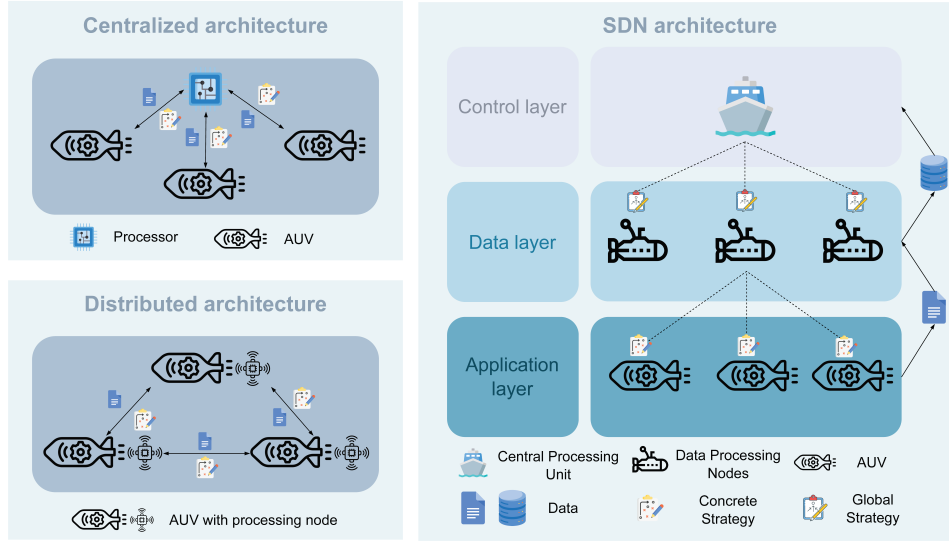 Centralized architecture
Processor
AUV
Distributed architecture
AUV with processing node
SDN architecture
Control layer
Data layer
Application
layer
Central Processing
Unit
Data Processing
Nodes
AUV
Data
Concrete
Strategy
Global
Strategy